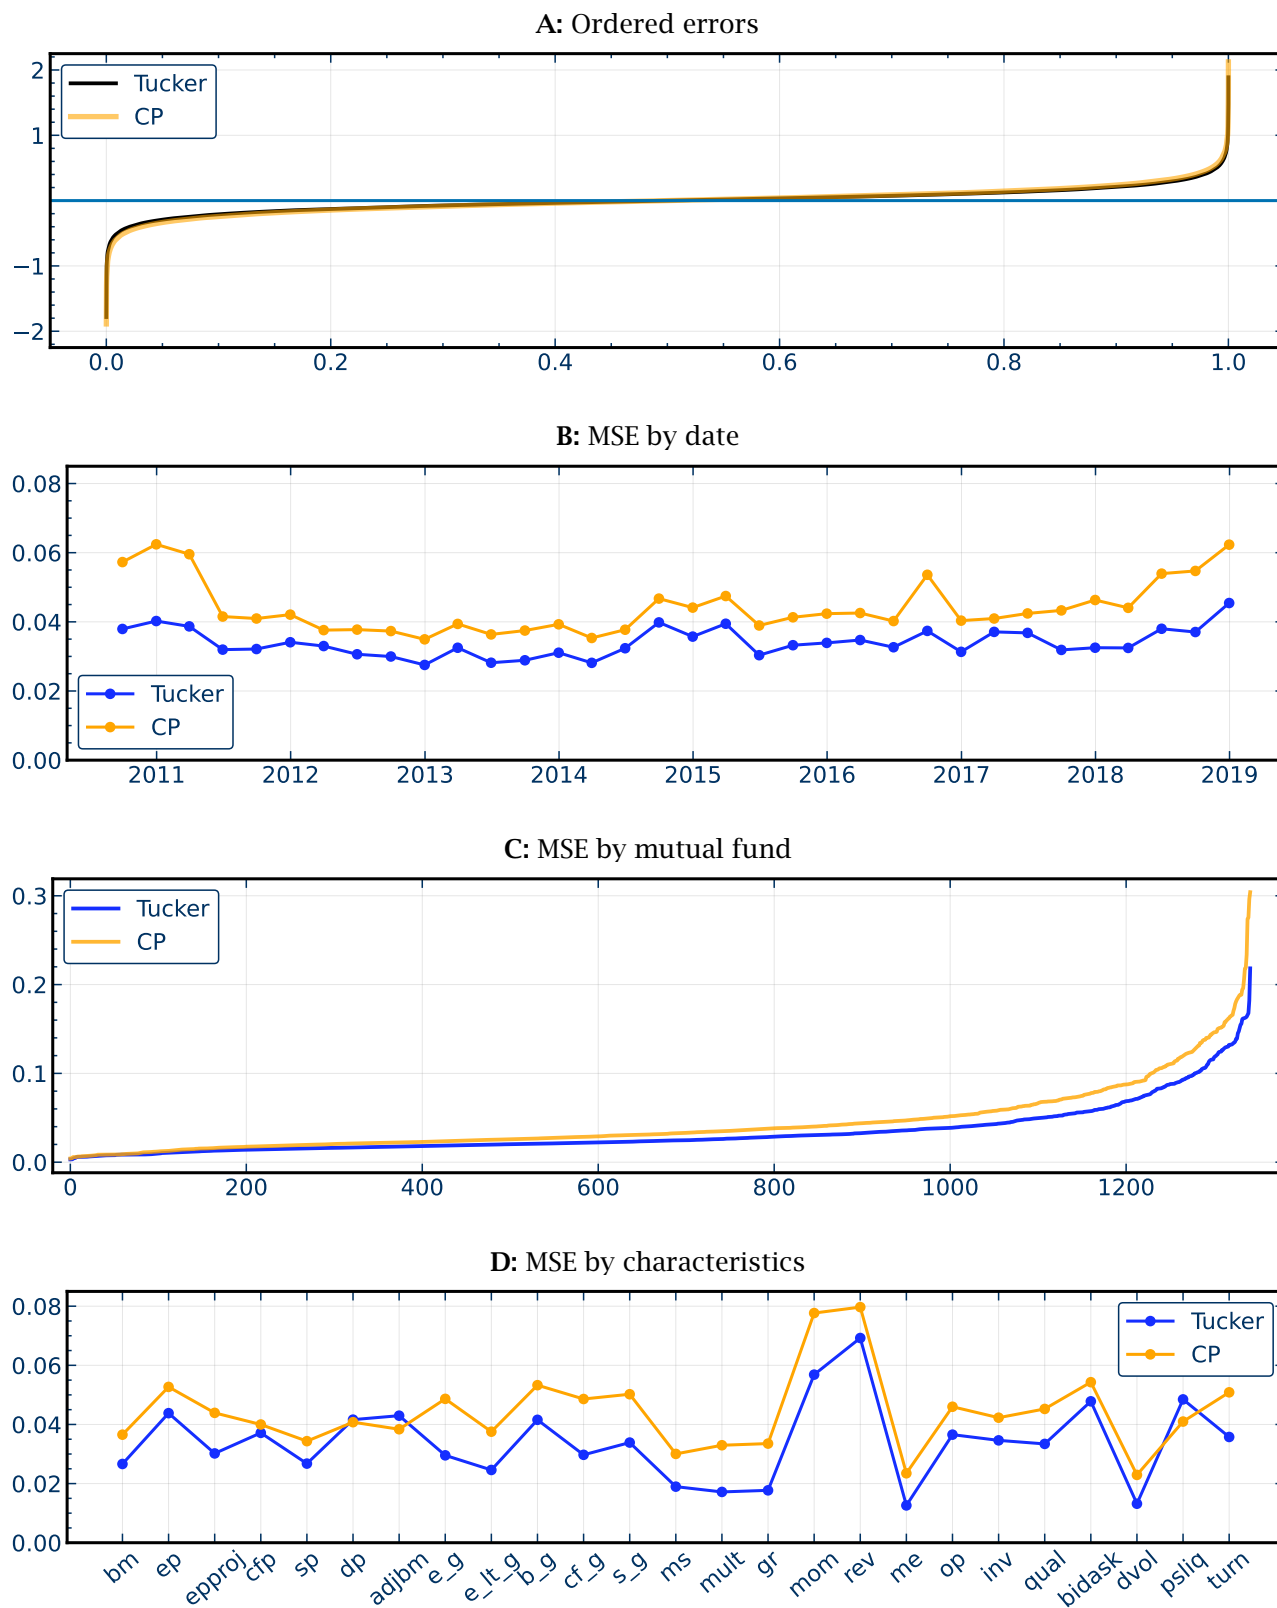 A: Ordered errors
2
1
−1
−2
Tucker
CP
0.0 0.2 0.4 0.6 0.8 1.0
B: MSE by date
0.08
0.06
0.04
0.02
0.00
Tucker
CP
2011 2012 2013 2014 2015 2016 2017 2018 2019
C: MSE by mutual fund
0.3
0.2
0.1
0.0
Tucker
CP
0 200 400 600 800 1000 1200
D: MSE by characteristics
0.08
0.06
0.04
0.02
0.00
Tucker
CP
bm ep epproj cfp sp dp adjbm e_g e_lt_g b_g cf_g s_g ms mult gr mom rev me op inv qual bidask dvol psliq turn